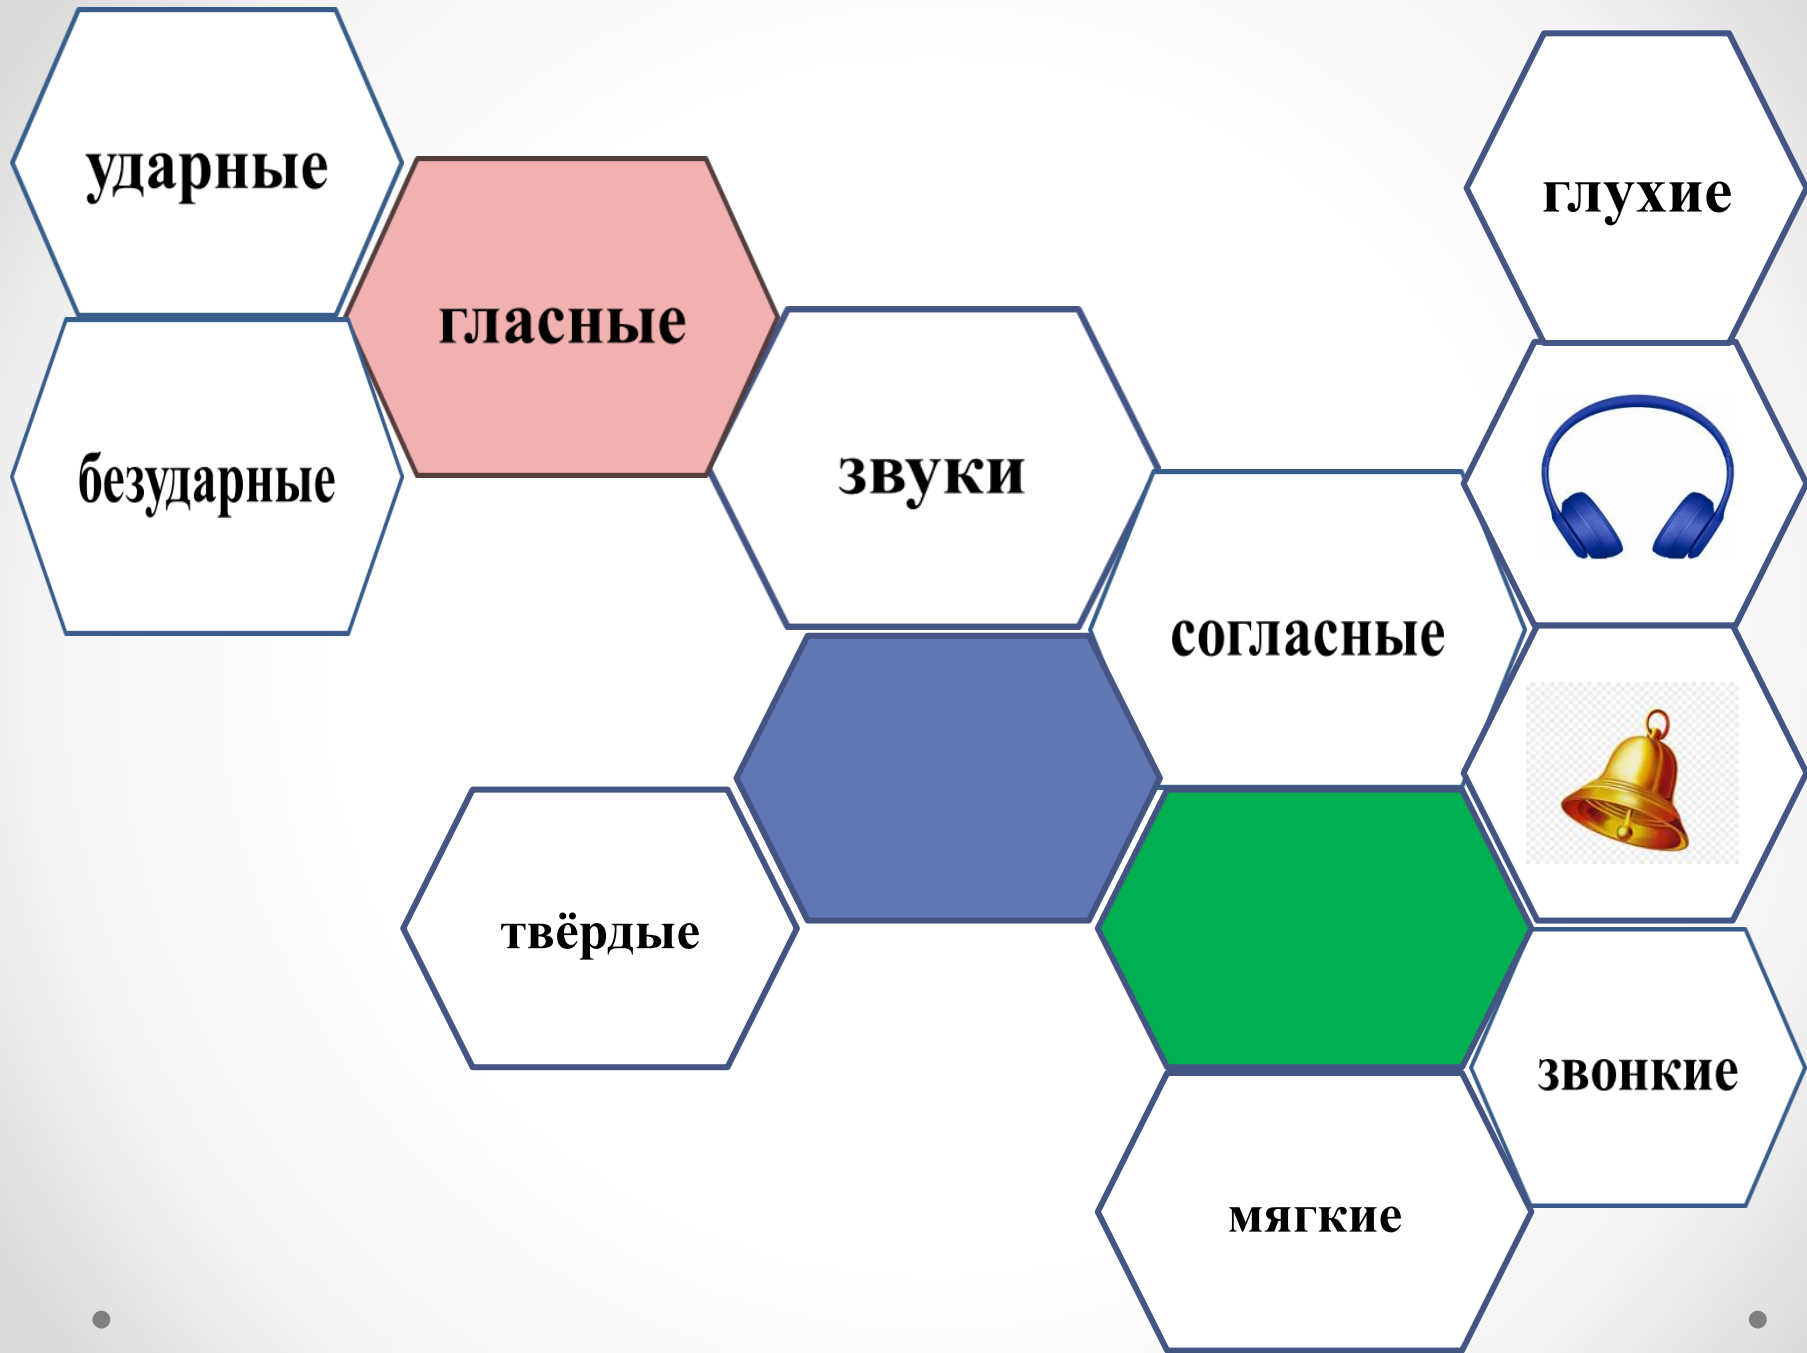 ударные
глухие
гласные
безударные
звуки
согласные
твёрдые
звонкие
мягкие